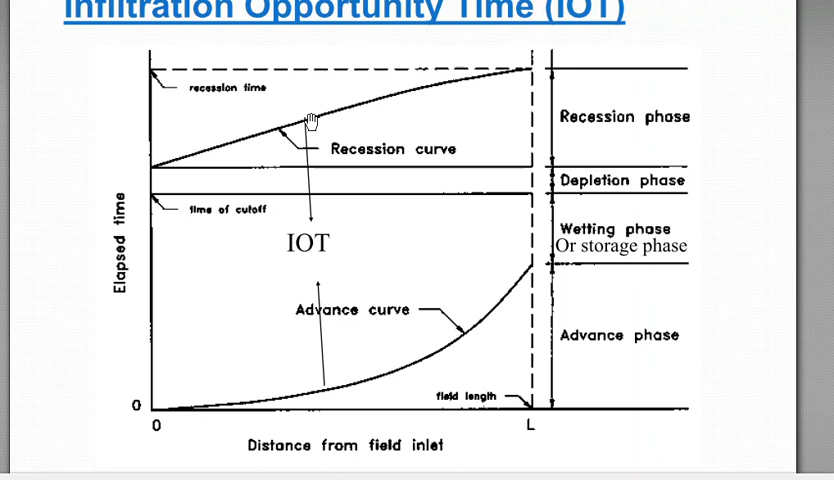 Infiltration Opportunity Time (IOT)
recession time
Recession phase
Recession curve
Depletion phase
time of cutoff
Wetting phase
Or storage phase
IOT
Elapsed time
Advance curve
Advance phase
field length
0
0
L
Distance from field inlet